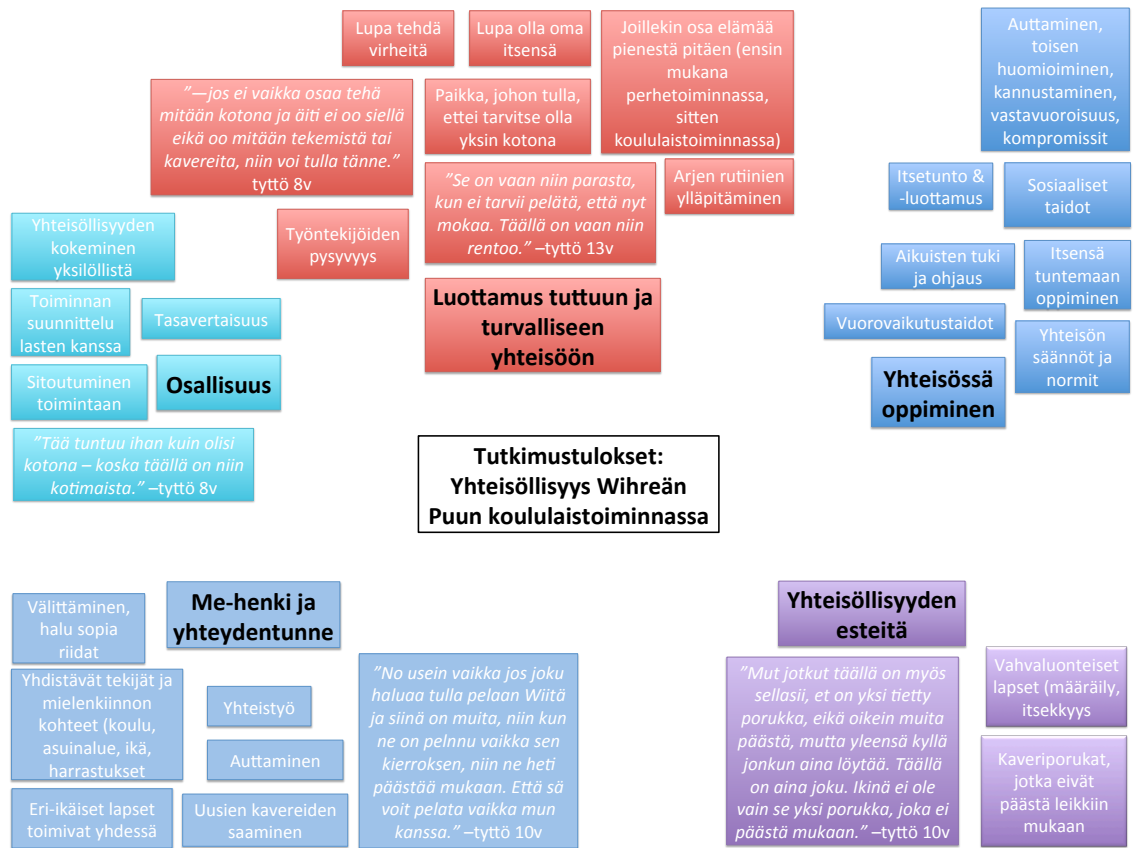 Lupa tehdä
virheitä
Lupa olla oma
itsensä
Joillekin osa elämää
pienestä pitäen (ensin
mukana
perhetoiminnassa,
sitten
koululaistoiminnassa)
"—jos ei vaikka osaa tehä
mitään kotona ja äiti ei oo siellä
eikä oo mitään tekemistä tai
kavereita, niin voi tulla tänne."
tyttö 8v
Paikka, johon tulla,
ettei tarvitse olla
yksin kotona
"Se on vaan niin parasta,
kun ei tarvii pelätä, että nyt
mokaa. Täällä on vaan niin
rentoo." –tyttö 13v
Arjen rutiinien
ylläpitäminen
Työntekijöiden
pysyvyys
Luottamus tuttuun ja
turvalliseen
yhteisöön
Auttaminen,
toisen
huomioiminen,
kannustaminen,
vastavuoroisuus,
kompromissit
Itsetunto &
-luottamus
Sosiaaliset
taidot
Aikuisten tuki
ja ohjaus
Itsensä
tuntemaan
oppiminen
Vuorovaikutustaidot
Yhteisön
säännöt ja
normit
Yhteisössä
oppiminen
Yhteisöllisyyden
kokeminen
yksilöllistä
Toiminnan
suunnittelu
lasten kanssa
Tasavertaisuus
Sitoutuminen
toimintaan
Osallisuus
"Tää tuntuu ihan kuin olisi
kotona – koska täällä on niin
kotimaista." –tyttö 8v
Tutkimustulokset:
Yhteisöllisyys Wihreän
Puun koululaistoiminnassa
Me-henki ja
yhteydentunne
Välittäminen,
halu sopia
riidat
Yhdistävät tekijät ja
mielenkiinnon
kohteet (koulu,
asuinalue, ikä,
harrastukset
Yhteistyö
Auttaminen
Eri-ikäiset lapset
toimivat yhdessä
Uusien kavereiden
saaminen
"No usein vaikka jos joku
haluaa tulla pelaan Wiitä
ja siinä on muita, niin kun
ne on pelnnu vaikka sen
kierroksen, niin ne heti
päästää mukaan. Että sä
voit pelata vaikka mun
kanssa." –tyttö 10v
Yhteisöllisyyden
esteitä
"Mut jotkut täällä on myös
sellasii, et on yksi tietty
porukka, eikä oikein muita
päästä, mutta yleensä kyllä
jonkun aina löytää. Täällä
on aina joku. Ikinä ei ole
vain se yksi porukka, joka ei
päästä mukaan." –tyttö 10v
Vahvaluonteiset
lapset (määräily,
itsekkyys
Kaveriporukat,
jotka eivät
päästä leikkiin
mukaan